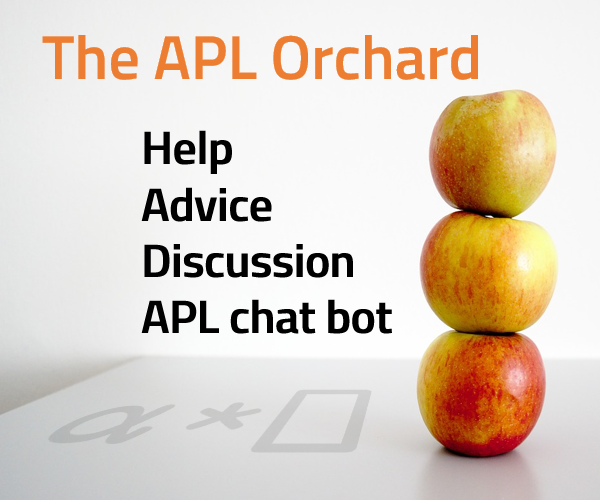 The APL Orchard
Help
Advice
Discussion
APL chat bot
⍺×⎕